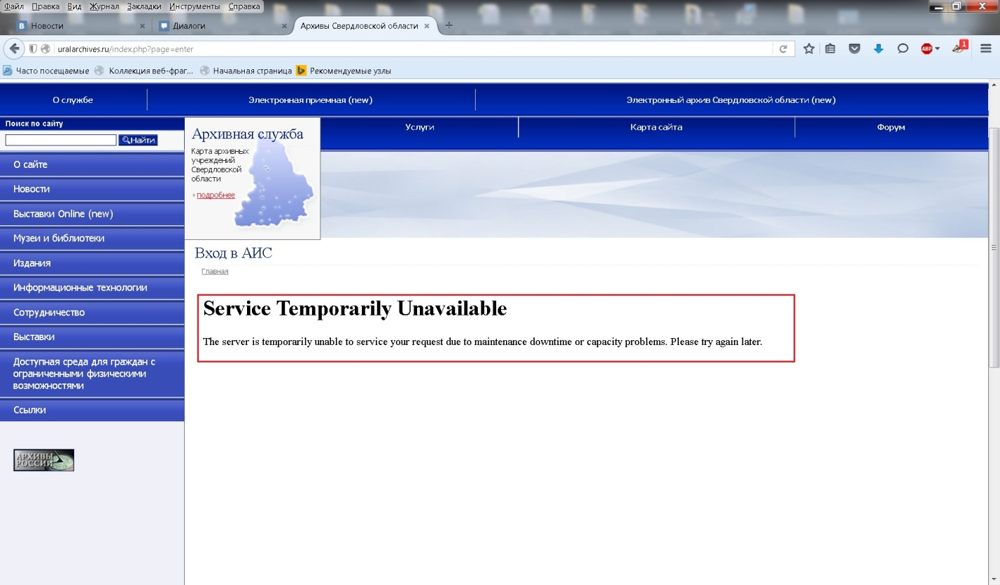 Файл Правка Вид Журнал Закладки Инструменты Справка
В Новости
Диалоги
Архивы Свердловской области
uralarchives.ru/index.php?page=enter
ABP
1
Часто посещаемые
Коллекция веб-фраг...
Начальная страница
Рекомендуемые узлы
О службе
Электронная приемная (new)
Электронный архив Свердловской области (new)
Поиск по сайту
Найти
Архивная служба
Карта архивных
учреждений
Свердловской
области
подробнее
Услуги
Карта сайта
Форум
О сайте
Новости
Выставки Online (new)
Музеи и библиотеки
Издания
Информационные технологии
Сотрудничество
Выставки
Доступная среда для граждан с
ограниченными физическими
возможностями
Ссылки
АРХИВЫ
РОССИИ
Вход в АИС
Главная
Service Temporarily Unavailable
The server is temporarily unable to service your request due to maintenance downtime or capacity problems. Please try again later.